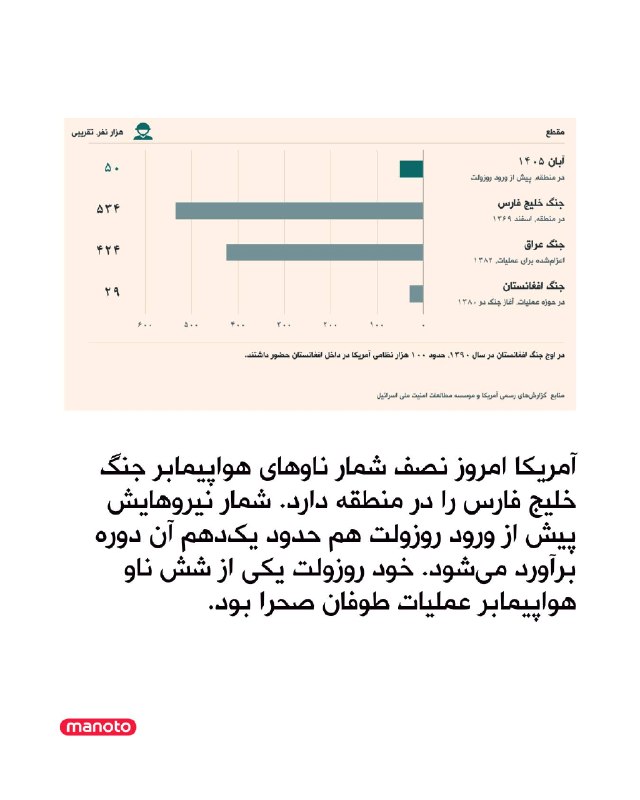 مقطع
هزار نفر، تقریبی
آبان ۱۴۰۵
در منطقه، پیش از ورود روزولت
۵۰
جنگ خلیج فارس
در منطقه، اسفند ۱۳۶۹
۵۳۴
جنگ عراق
اعزام‌شده برای عملیات، ۱۳۸۲
۴۲۴
جنگ افغانستان
در حوزه عملیات، آغاز جنگ در ۱۳۸۰
۲۹
۶۰۰ ۵۰۰ ۴۰۰ ۳۰۰ ۲۰۰ ۱۰۰ ۰
در اوج جنگ افغانستان در سال ۱۳۹۰، حدود ۱۰۰ هزار نظامی آمریکا در داخل افغانستان حضور داشتند.
منابع: گزارش‌های رسمی آمریکا و موسسه مطالعات امنیت ملی اسرائیل
آمریکا امروز نصف شمار ناوهای هواپیمابر جنگ
خلیج فارس را در منطقه دارد. شمار نیروهایش
پیش از ورود روزولت هم حدود یک‌دهم آن دوره
برآورد می‌شود. خود روزولت یکی از شش ناو
هواپیمابر عملیات طوفان صحرا بود.
manoto